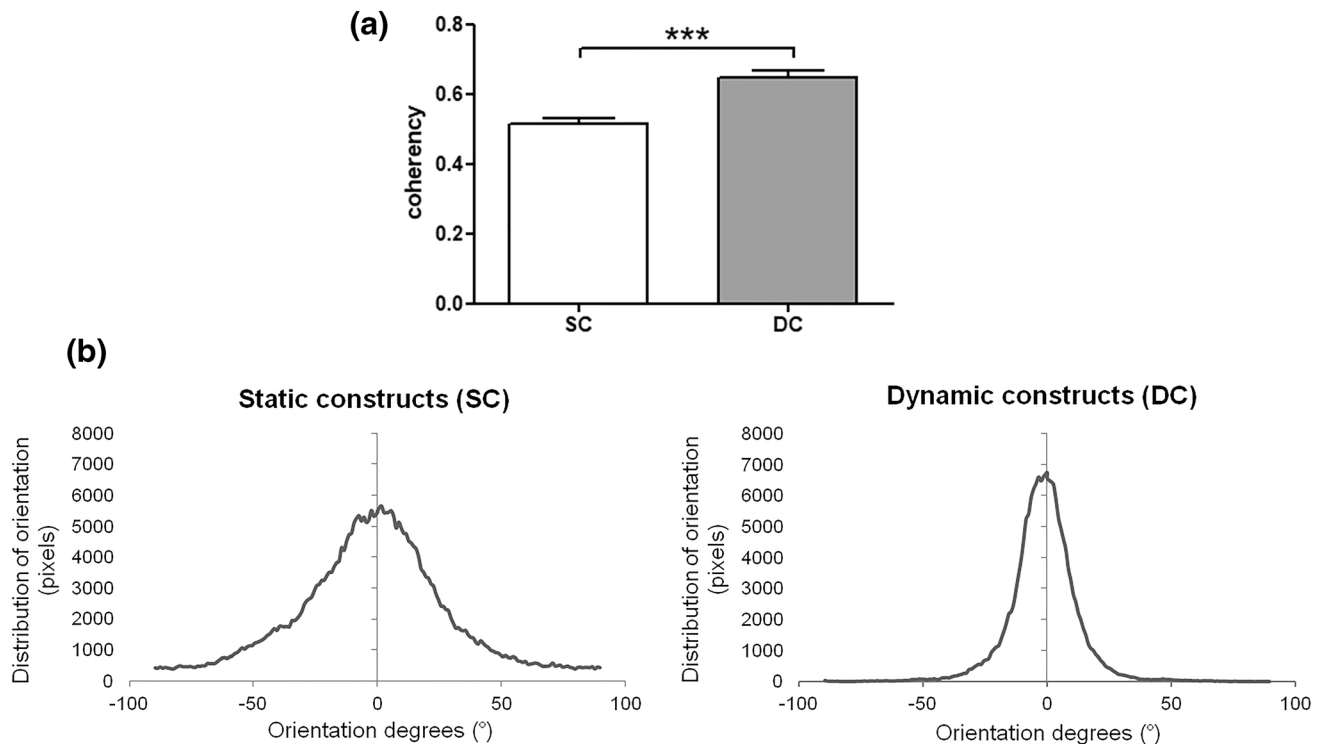 (a)
***
0.8
0.6
0.4
0.2
0.0
coherency
SC DC
(b)
Static constructs (SC)
Distribution of orientation
(pixels)
8000
7000
6000
5000
4000
3000
2000
1000
0
-100 -50 0 50 100
Orientation degrees (°)
Dynamic constructs (DC)
Distribution of orientation
(pixels)
8000
7000
6000
5000
4000
3000
2000
1000
0
-100 -50 0 50 100
Orientation degrees (°)